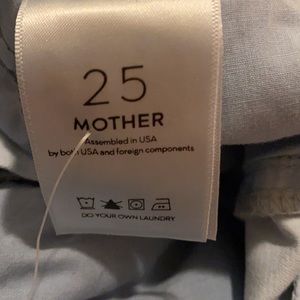 25
MOTHER
Assembled in USA
by both USA and foreign components
DO YOUR OWN LAUNDRY